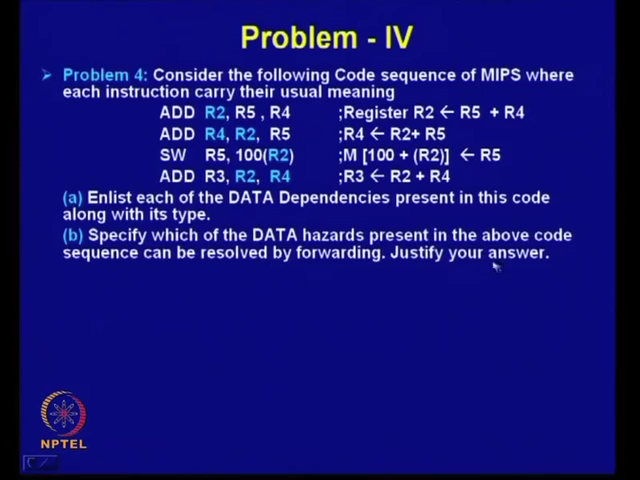 Problem - IV
Problem 4: Consider the following Code sequence of MIPS where
each instruction carry their usual meaning
ADD R2, R5 , R4 ;Register R2 ← R5 + R4
ADD R4, R2, R5 ;R4 ← R2+ R5
SW R5, 100(R2) ;M [100 + (R2)] ← R5
ADD R3, R2, R4 ;R3 ← R2 + R4
(a) Enlist each of the DATA Dependencies present in this code
along with its type.
(b) Specify which of the DATA hazards present in the above code
sequence can be resolved by forwarding. Justify your answer.
NPTEL